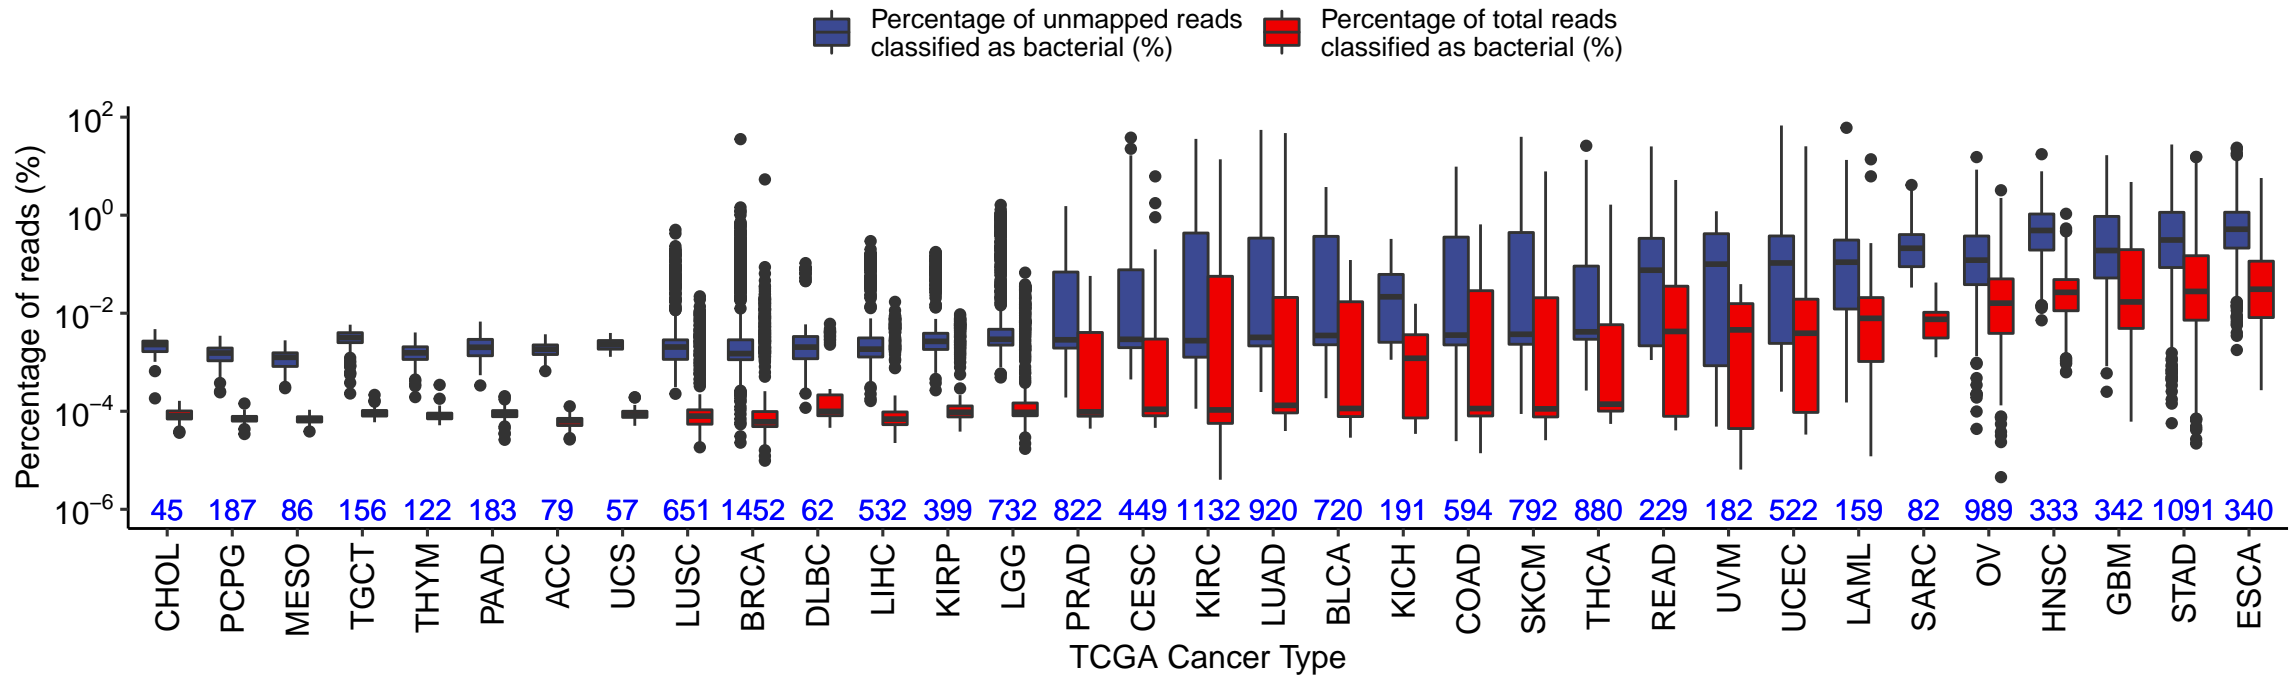 Percentage of unmapped reads
classified as bacterial (%)
Percentage of total reads
classified as bacterial (%)
Percentage of reads (%)
10²
10⁰
10⁻²
10⁻⁴
10⁻⁶
45 187 86 156 122 183 79 57 651 1452 62 532 399 732 822 449 1132 920 720 191 594 792 880 229 182 522 159 82 989 333 342 1091 340
CHOL PCPG MESO TGCT THYM PAAD ACC UCS LUSC BRCA DLBC LIHC KIRP LGG PRAD CESC KIRC LUAD BLCA KICH COAD SKCM THCA READ UVM UCEC LAML SARC OV HNSC GBM STAD ESCA
TCGA Cancer Type